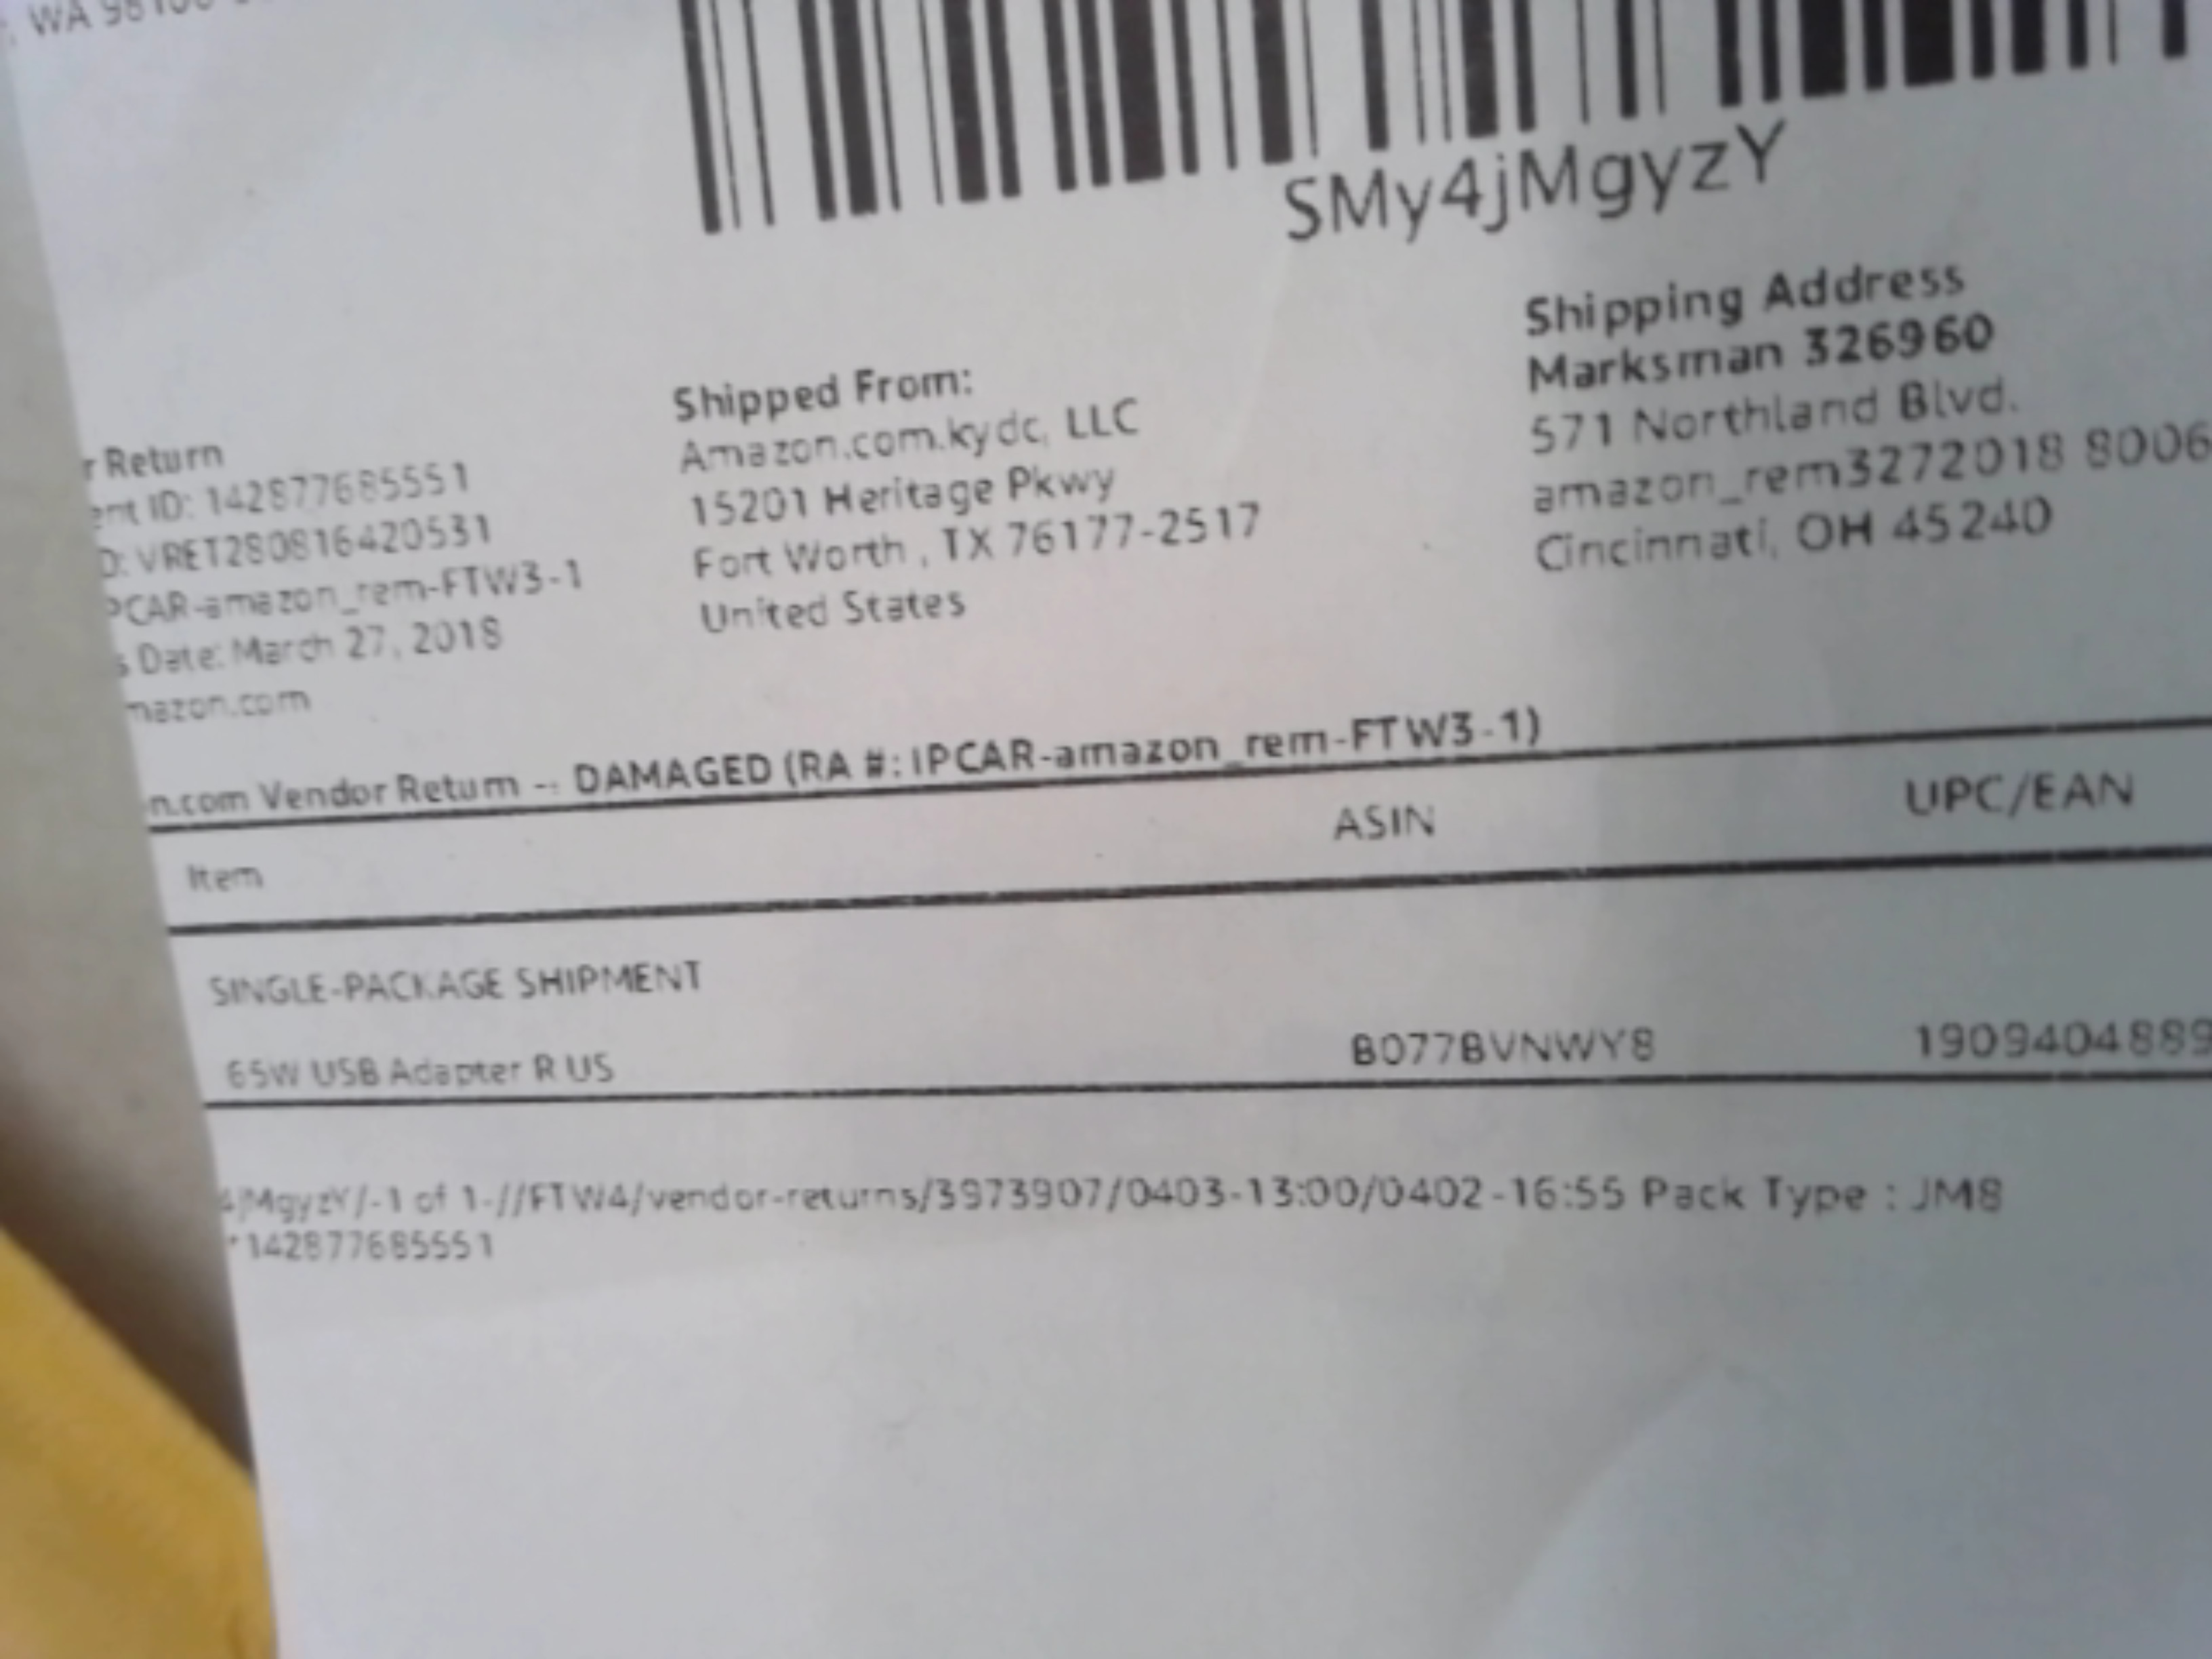 WA
SMy4jMgyzY
r Return
ent ID: 142877685551
D: VRET280816420531
PCAR-amazon_rem-FTW3-1
s Date: March 27, 2018
mazon.com
Shipped From:
Amazon.com.kydc, LLC
15201 Heritage Pkwy
Fort Worth , TX 76177-2517
United States
Shipping Address
Marksman 326960
571 Northland Blvd.
amazon_rem3272018 8006
Cincinnati, OH 45240
n.com Vendor Return -- DAMAGED (RA #: IPCAR-amazon_rem-FTW3-1)
Item ASIN UPC/EAN
SINGLE-PACKAGE SHIPMENT
65W USB Adapter R US B077BVNWY8 1909404889
4jMgyzY/-1 of 1-//FTW4/vendor-returns/3973907/0403-13:00/0402-16:55 Pack Type : JM8
*142877685551